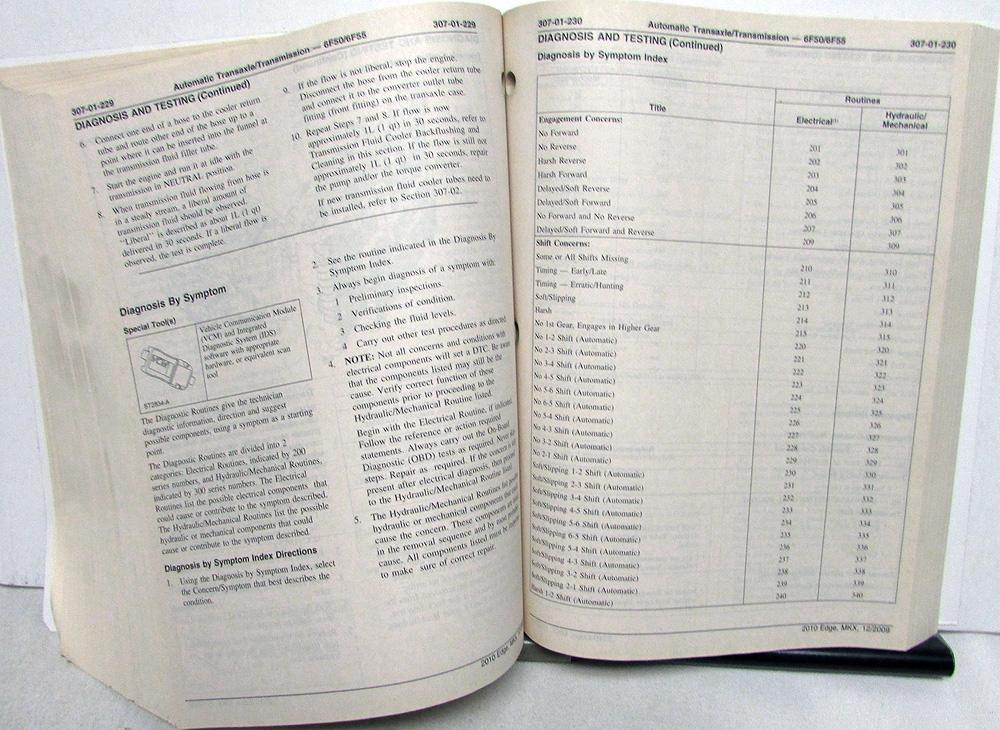 307-01-229
Automatic Transaxle/Transmission — 6F50/6F55
307-01-229
DIAGNOSIS AND TESTING (Continued)
6. Connect one end of a hose to the cooler return
tube and route other end of the hose up to a
point where it can be inserted into the funnel at
the transmission fluid filler tube.
7. Start the engine and run it at idle with the
transmission in NEUTRAL position.
8. When transmission fluid flowing from hose is
in a steady stream, a liberal amount of
transmission fluid should be observed.
"Liberal" is described as about 1L (1 qt)
delivered in 30 seconds. If a liberal flow is
observed, the test is complete.
9. If the flow is not liberal, stop the engine.
Disconnect the hose from the cooler return tube
and connect it to the converter outlet tube
fitting (front fitting) on the transaxle case.
10. Repeat Steps 7 and 8. If flow is now
approximately 1L (1 qt) in 30 seconds, refer to
Transmission Fluid Cooler Backflushing and
Cleaning in this section. If the flow is still not
approximately 1L (1 qt) in 30 seconds, repair
the pump and/or the torque converter.
If new transmission fluid cooler tubes need to
be installed, refer to Section 307-02.
Diagnosis By Symptom
Special Tool(s)
Vehicle Communication Module
(VCM) and Integrated
Diagnostic System (IDS)
software with appropriate
hardware, or equivalent scan
tool
ST2834-A
The Diagnostic Routines give the technician
diagnostic information, direction and suggest
possible components, using a symptom as a starting
point.
The Diagnostic Routines are divided into 2
categories: Electrical Routines, indicated by 200
series numbers, and Hydraulic/Mechanical Routines,
indicated by 300 series numbers. The Electrical
Routines list the possible electrical components that
could cause or contribute to the symptom described.
The Hydraulic/Mechanical Routines list the possible
hydraulic or mechanical components that could
cause or contribute to the symptom described.
Diagnosis by Symptom Index Directions
1. Using the Diagnosis by Symptom Index, select
the Concern/Symptom that best describes the
condition.
2. See the routine indicated in the Diagnosis By
Symptom Index.
3. Always begin diagnosis of a symptom with:
1 Preliminary inspections.
2 Verifications of condition.
3 Checking the fluid levels.
4 Carry out other test procedures as directed
4. NOTE: Not all concerns and conditions with
electrical components will set a DTC. Be aware
that the components listed may still be the
cause. Verify correct function of these
components prior to proceeding to the
Hydraulic/Mechanical Routine listed.
Begin with the Electrical Routine, if indicated.
Follow the reference or action required
statements. Always carry out the On-Board
Diagnostic (OBD) tests as required. Never
steps. Repair as required. If the concern is
present after electrical diagnosis, then proceed
to the Hydraulic/Mechanical Routine listed.
5. The Hydraulic/Mechanical Routines list
hydraulic or mechanical components that
cause the concern. These components are
in the removal sequence and by most
cause. All components listed must be
to make sure of correct repair.
2010 Edge, MKX,
307-01-230
Automatic Transaxle/Transmission — 6F50/6F55
307-01-230
DIAGNOSIS AND TESTING (Continued)
Diagnosis by Symptom Index
Title Routines
Electrical(1) Hydraulic/
Mechanical
Engagement Concerns:
No Forward 201 301
No Reverse 202 302
Harsh Reverse 203 303
Harsh Forward 204 304
Delayed/Soft Reverse 205 305
Delayed/Soft Forward 206 306
No Forward and No Reverse 207 307
Delayed/Soft Forward and Reverse 209 309
Shift Concerns:
Some or All Shifts Missing 210 310
Timing — Early/Late 211 311
Timing — Erratic/Hunting 212 312
Soft/Slipping 213 313
Harsh 214 314
No 1st Gear, Engages in Higher Gear 215 315
No 1-2 Shift (Automatic) 220 320
No 2-3 Shift (Automatic) 221 321
No 3-4 Shift (Automatic) 222 322
No 4-5 Shift (Automatic) 223 323
No 5-6 Shift (Automatic) 224 324
No 6-5 Shift (Automatic) 225 325
No 5-4 Shift (Automatic) 226 326
No 4-3 Shift (Automatic) 227 327
No 3-2 Shift (Automatic) 228 328
No 2-1 Shift (Automatic) 229 329
Soft/Slipping 1-2 Shift (Automatic) 230 330
Soft/Slipping 2-3 Shift (Automatic) 231 331
Soft/Slipping 3-4 Shift (Automatic) 232 332
Soft/Slipping 4-5 Shift (Automatic) 233 333
Soft/Slipping 5-6 Shift (Automatic) 234 334
Soft/Slipping 6-5 Shift (Automatic) 235 335
Soft/Slipping 5-4 Shift (Automatic) 236 336
Soft/Slipping 4-3 Shift (Automatic) 237 337
Soft/Slipping 3-2 Shift (Automatic) 238 338
Soft/Slipping 2-1 Shift (Automatic) 239 339
Harsh 1-2 Shift (Automatic) 240 340
2010 Edge, MKX, 12/2009